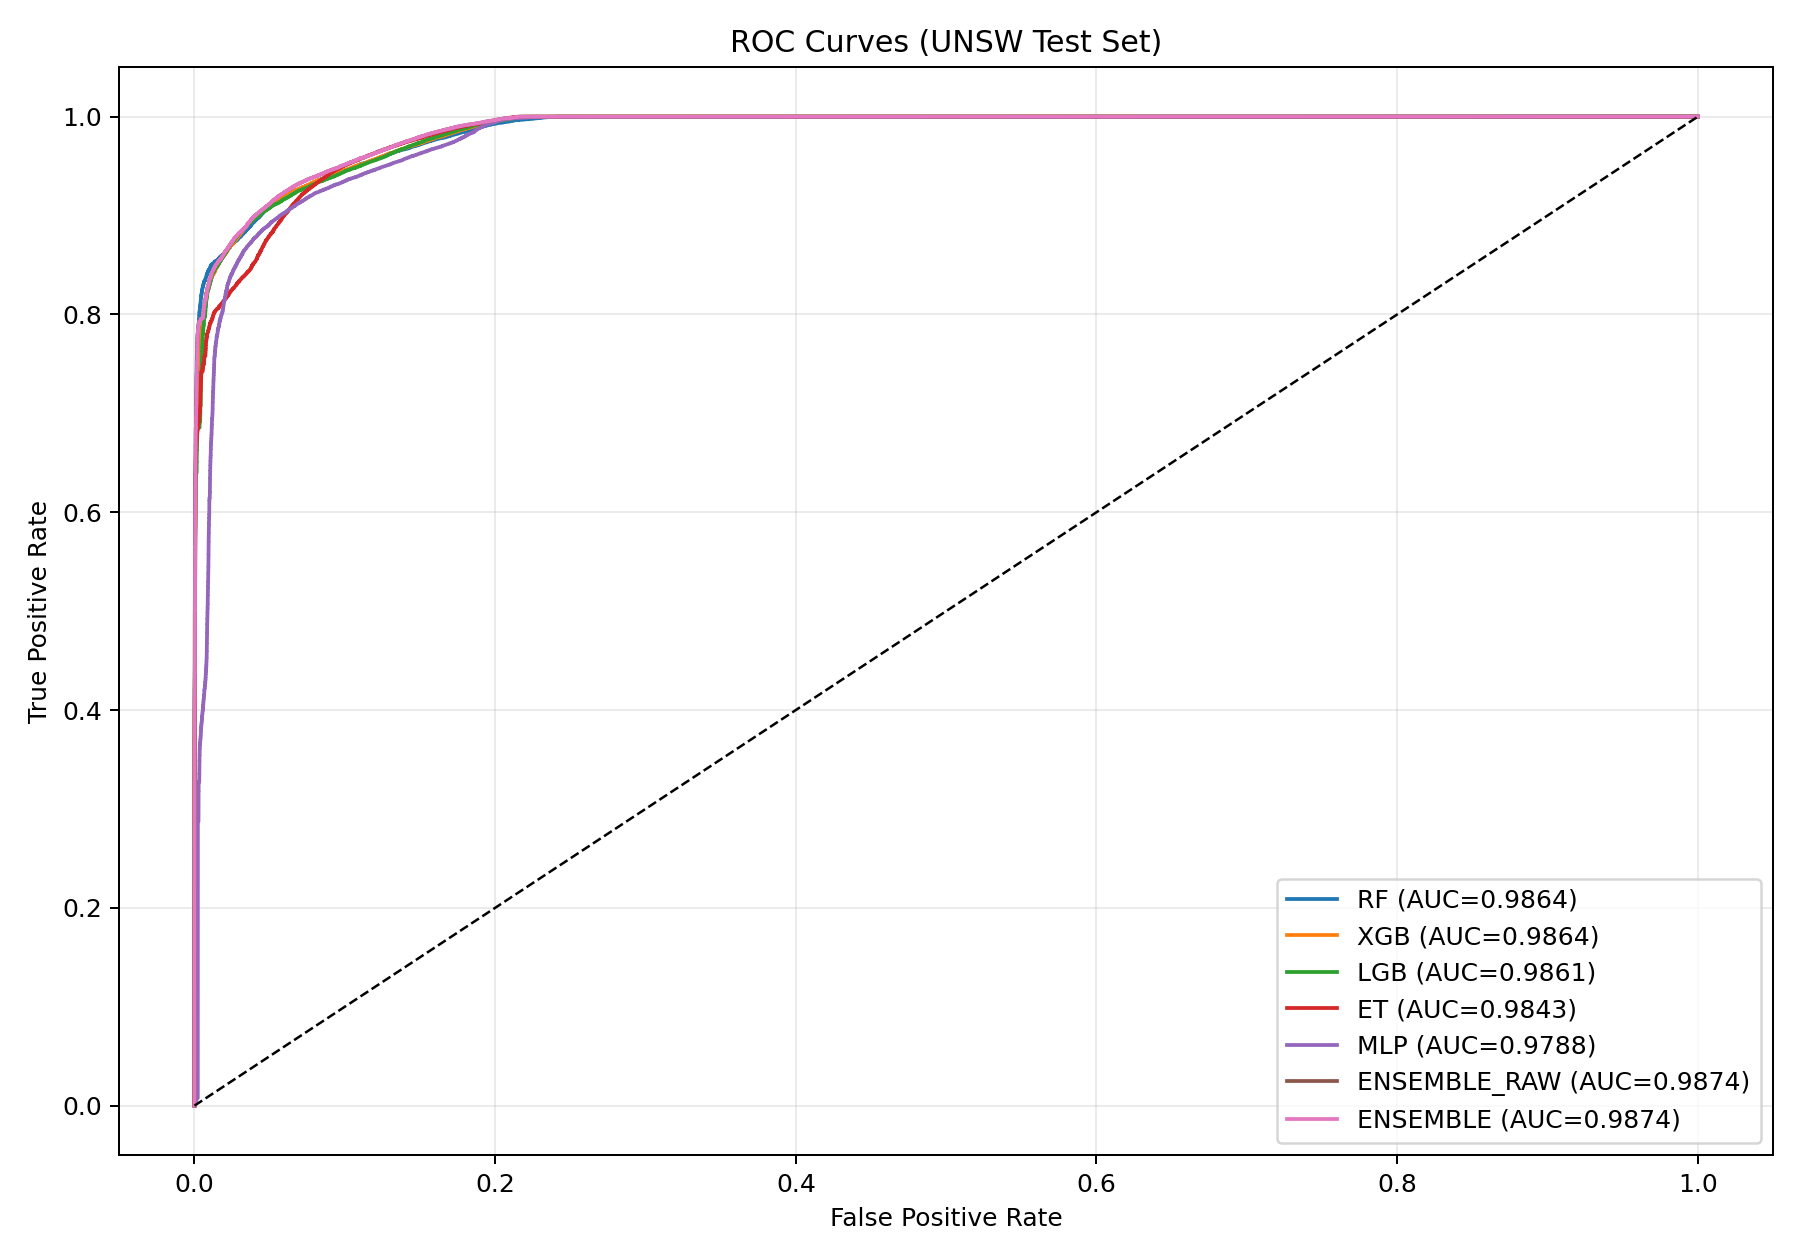 ROC Curves (UNSW Test Set)
True Positive Rate
1.0
0.8
0.6
0.4
0.2
0.0
0.0 0.2 0.4 0.6 0.8 1.0
False Positive Rate
RF (AUC=0.9864)
XGB (AUC=0.9864)
LGB (AUC=0.9861)
ET (AUC=0.9843)
MLP (AUC=0.9788)
ENSEMBLE_RAW (AUC=0.9874)
ENSEMBLE (AUC=0.9874)